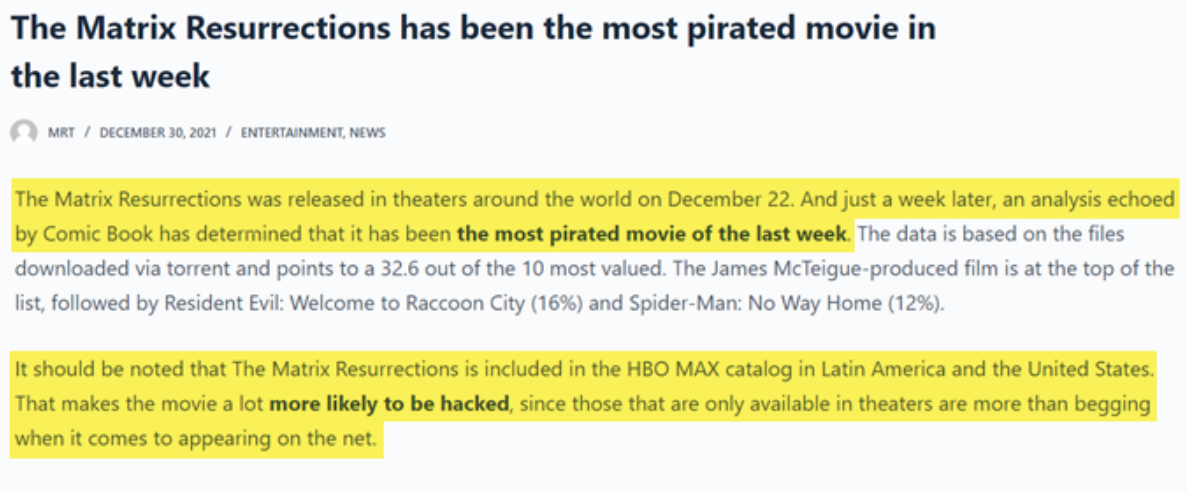 The Matrix Resurrections has been the most pirated movie in
the last week
MRT / DECEMBER 30, 2021 / ENTERTAINMENT, NEWS
The Matrix Resurrections was released in theaters around the world on December 22. And just a week later, an analysis echoed
by Comic Book has determined that it has been the most pirated movie of the last week. The data is based on the files
downloaded via torrent and points to a 32.6 out of the 10 most valued. The James McTeigue-produced film is at the top of the
list, followed by Resident Evil: Welcome to Raccoon City (16%) and Spider-Man: No Way Home (12%).
It should be noted that The Matrix Resurrections is included in the HBO MAX catalog in Latin America and the United States.
That makes the movie a lot more likely to be hacked, since those that are only available in theaters are more than begging
when it comes to appearing on the net.